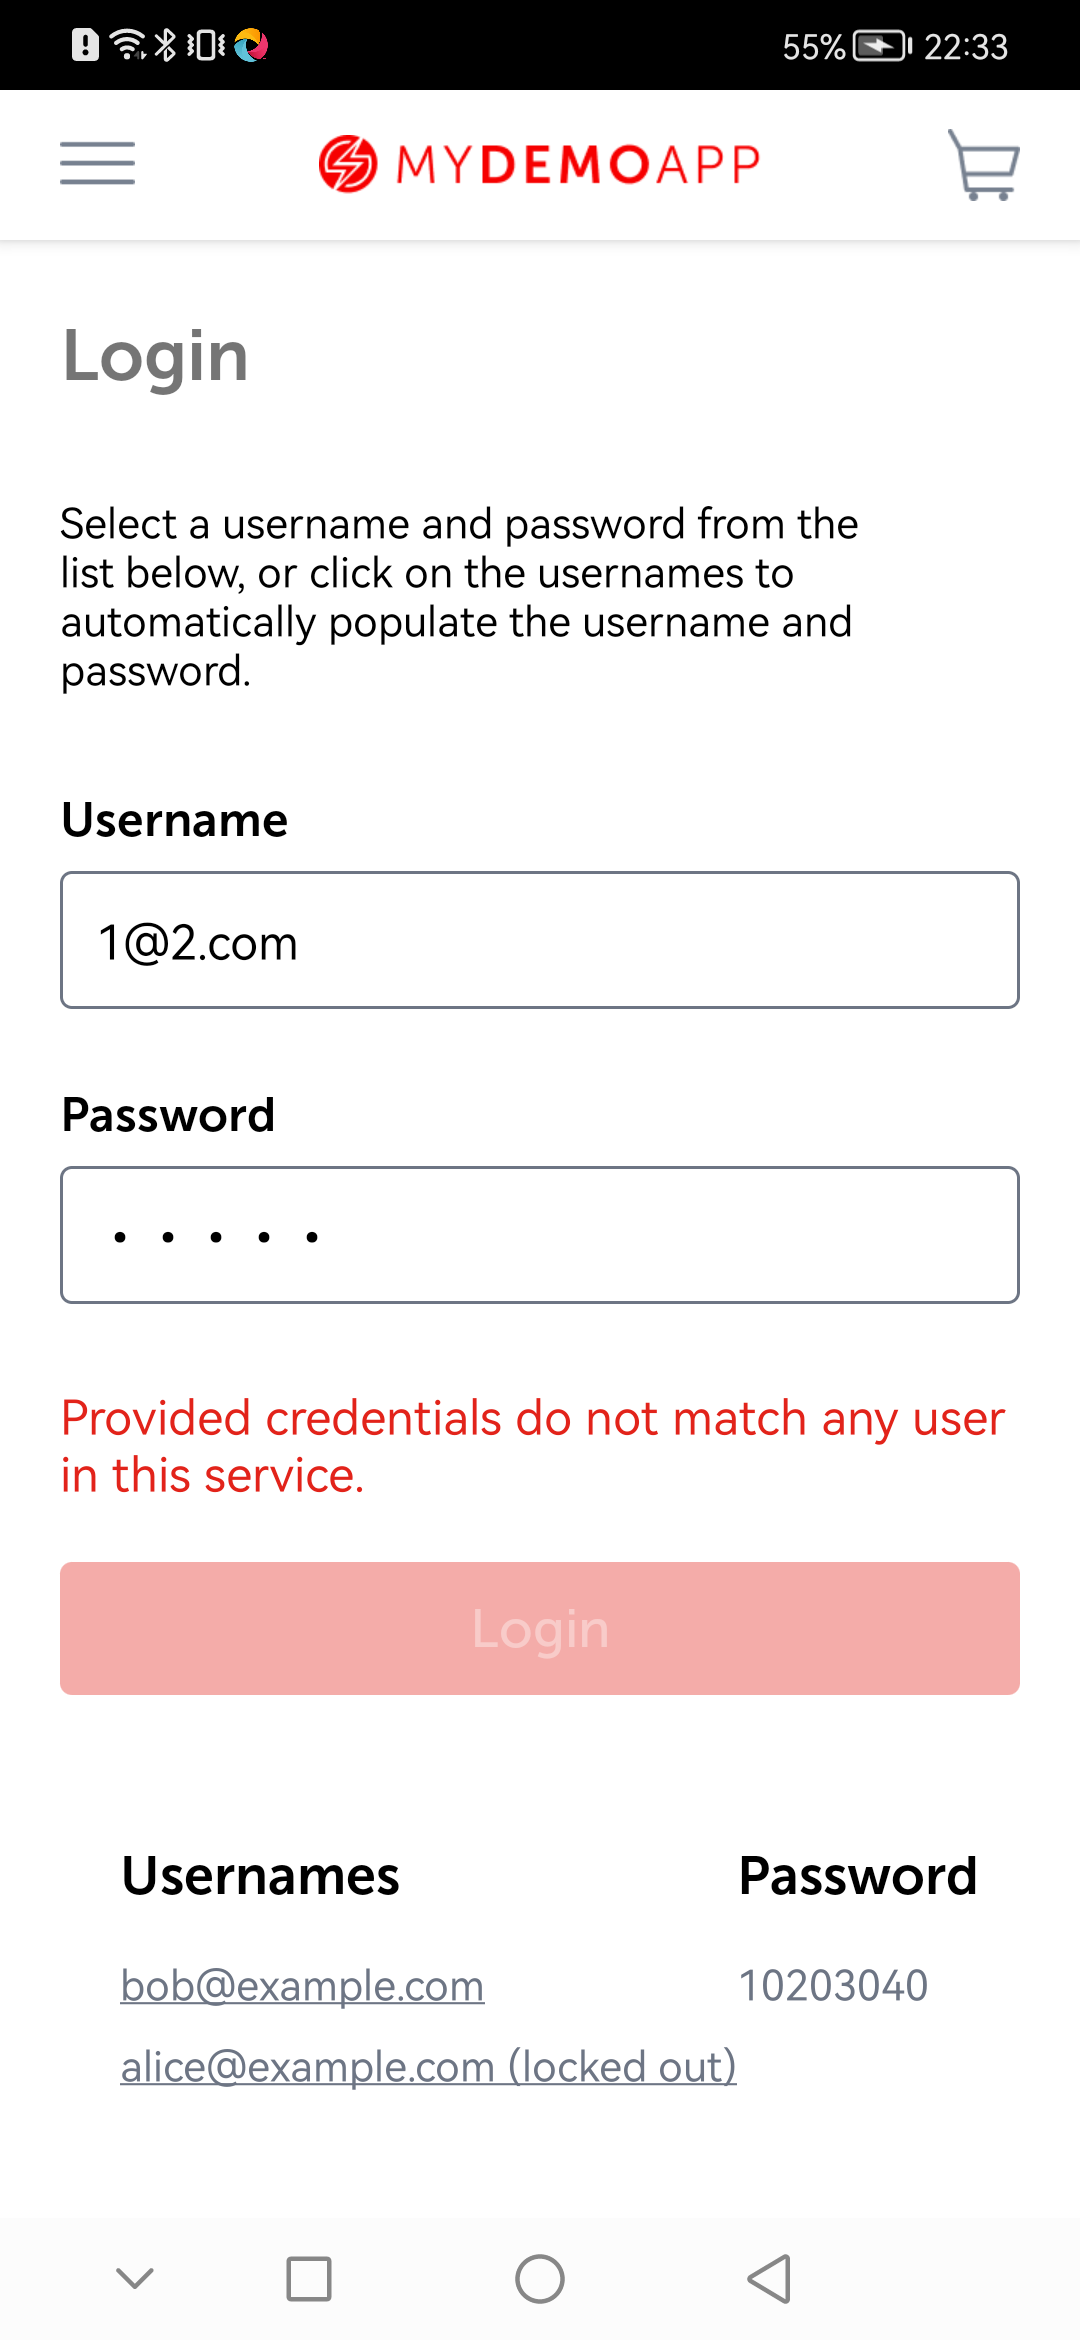 55% 22:33
MYDEMOAPP
Login
Select a username and password from the
list below, or click on the usernames to
automatically populate the username and
password.
Username
1@2.com
Password
•••••
Provided credentials do not match any user
in this service.
Login
Usernames Password
bob@example.com 10203040
alice@example.com (locked out)